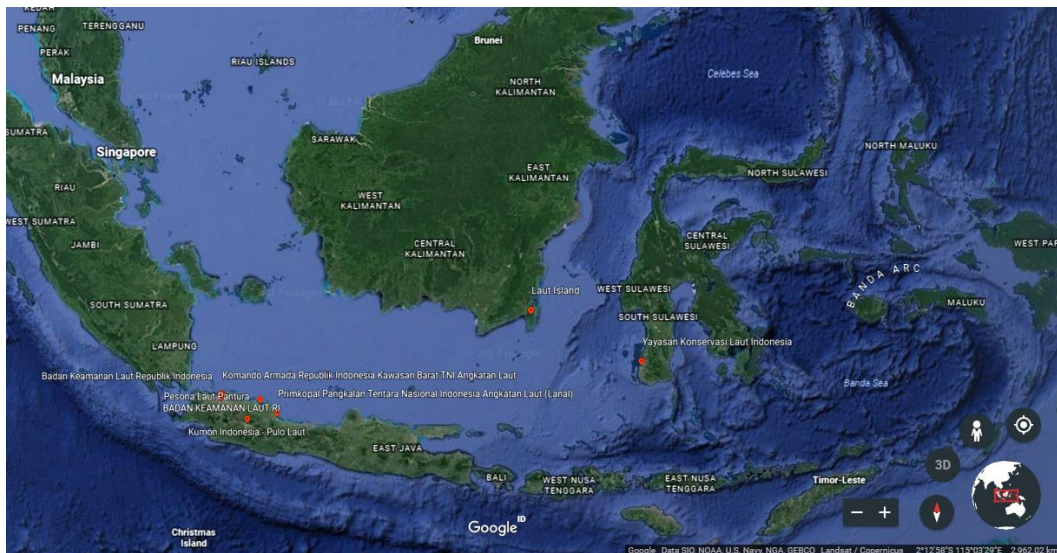 KEDAH
PENANG
TERENGGANU
PERAK
Malaysia
RIAU ISLANDS
Brunei
Celebes Sea
NORTH
KALIMANTAN
SUMATRA
Singapore
SARAWAK
NORTH MALUKU
RIAU
EAST
KALIMANTAN
NORTH SULAWESI
WEST
KALIMANTAN
WEST SUMATRA
JAMBI
CENTRAL
KALIMANTAN
CENTRAL
SULAWESI
WEST PA
BANDA ARC
Laut Island
WEST SULAWESI
SOUTH SUMATRA
MALUKU
SOUTH SULAWESI
LAMPUNG
Yayasan Konservasi Laut Indonesia
Badan Keamanan Laut Republik Indonesia
Komando Armada Republik Indonesia Kawasan Barat TNI Angkatan Laut
Banda Sea
Pesona Laut Pantura
Primkopal Pangkalan Tentara Nasional Indonesia Angkatan Laut (Lanal)
BADAN KEAMANAN LAUT RI
Kumon Indonesia - Pulo Laut
EAST JAVA
3D
BALI
WEST NUSA
TENGGARA
EAST NUSA
TENGGARA
Timor-Leste
Google ID
Christmas
Island
Google, Data SIO, NOAA, U.S. Navy, NGA, GEBCO, Landsat / Copernicus 2°12'58"S 115°03'29"E 2,962.02 km